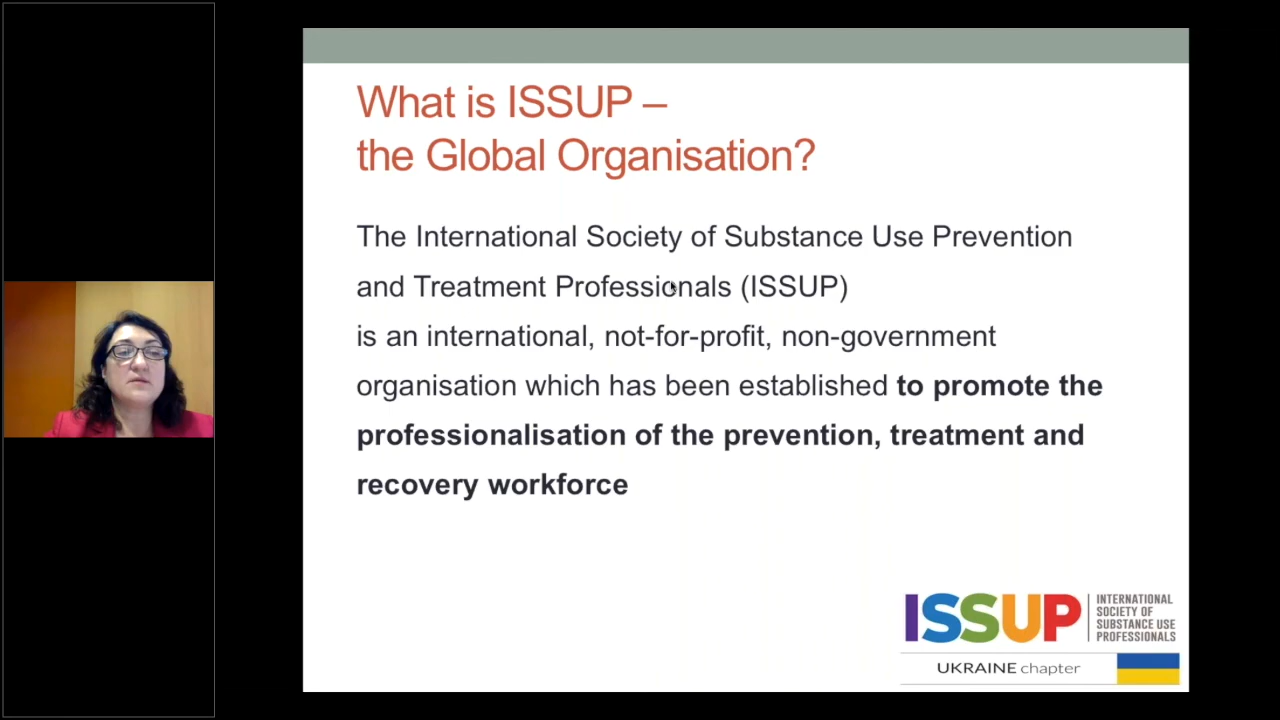 What is ISSUP –
the Global Organisation?
The International Society of Substance Use Prevention
and Treatment Professionals (ISSUP)
is an international, not-for-profit, non-government
organisation which has been established to promote the
professionalisation of the prevention, treatment and
recovery workforce
ISSUP
INTERNATIONAL
SOCIETY OF
SUBSTANCE USE
PROFESSIONALS
UKRAINE chapter